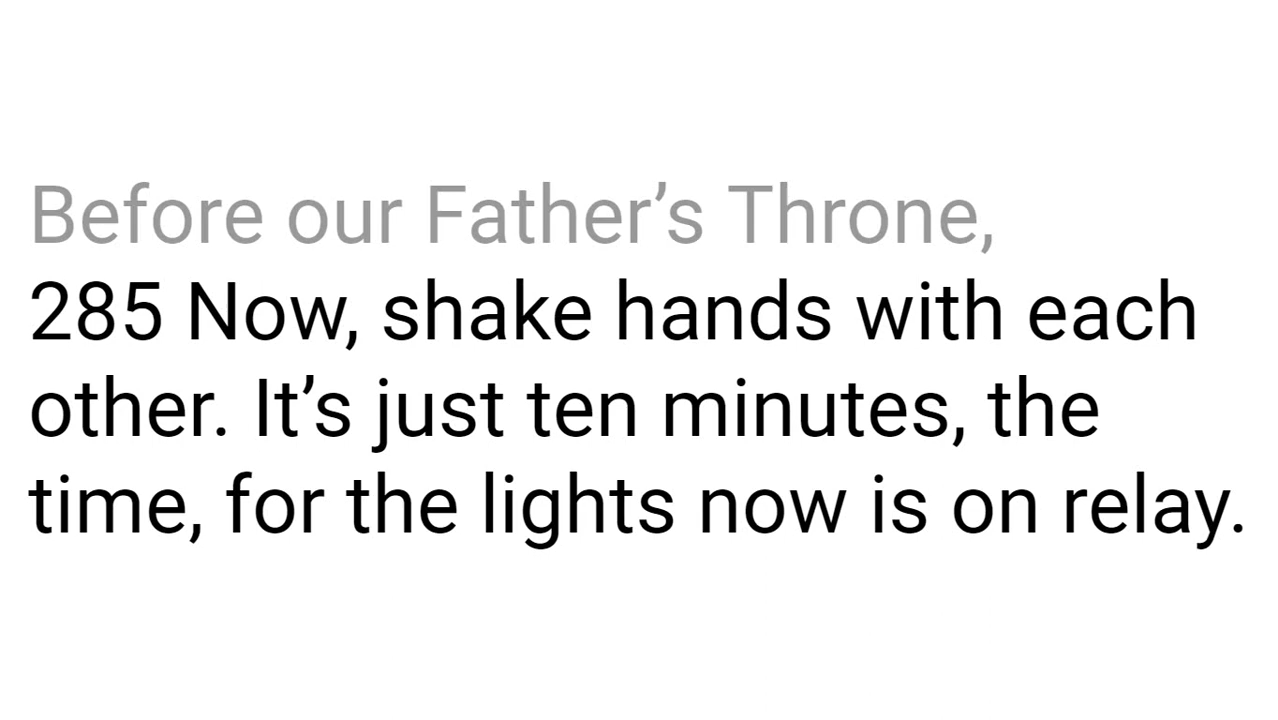 Before our Father’s Throne,
285 Now, shake hands with each
other. It’s just ten minutes, the
time, for the lights now is on relay.